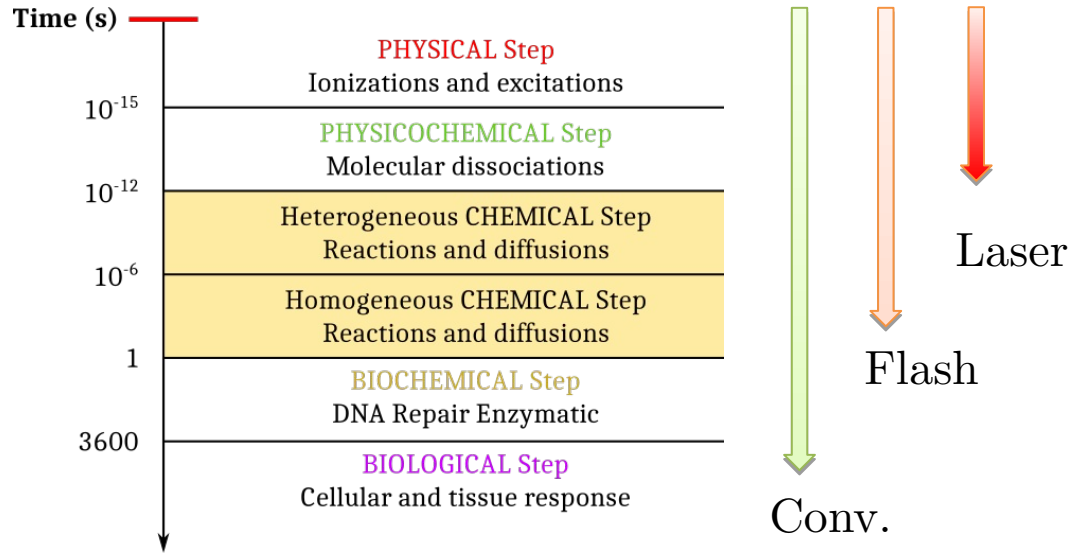 Time (s)
PHYSICAL Step
Ionizations and excitations
10⁻¹⁵
PHYSICOCHEMICAL Step
Molecular dissociations
10⁻¹²
Heterogeneous CHEMICAL Step
Reactions and diffusions
10⁻⁶
Homogeneous CHEMICAL Step
Reactions and diffusions
1
BIOCHEMICAL Step
DNA Repair Enzymatic
3600
BIOLOGICAL Step
Cellular and tissue response
Laser
Flash
Conv.